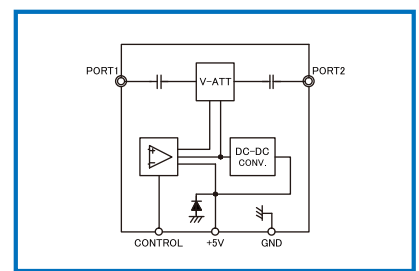 PORT1
PORT2
V-ATT
DC-DC
CONV.
CONTROL
+5V
GND